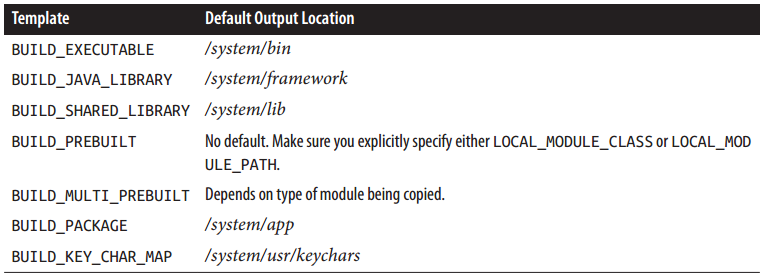 Template Default Output Location
BUILD_EXECUTABLE /system/bin
BUILD_JAVA_LIBRARY /system/framework
BUILD_SHARED_LIBRARY /system/lib
BUILD_PREBUILT No default. Make sure you explicitly specify either LOCAL_MODULE_CLASS or LOCAL_MOD
ULE_PATH.
BUILD_MULTI_PREBUILT Depends on type of module being copied.
BUILD_PACKAGE /system/app
BUILD_KEY_CHAR_MAP /system/usr/keychars